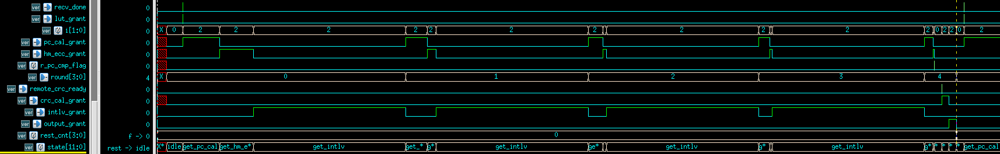 ver recv_done 0
ver lut_grant 0
ver i[1:0] 0 X 0 2 2 2 2 2 2 2 2 2 2 2 0 2 2 0 2
ver pc_cal_grant 0
ver hm_ecc_grant 0
ver r_pc_cmp_flag 0
ver round[3:0] 4 X 0 1 2 3 4
ver remote_crc_ready 0
ver crc_cal_grant 0
ver intlv_grant 0
ver output_grant 0
ver rest_cnt[3:0] f -> 0 0
ver state[11:0] rest -> idle X* idle get_pc_cal get_hm_e* get_intlv get_* g* get_intlv ge* get_intlv g* get_intlv g* * * * * get_pc_cal